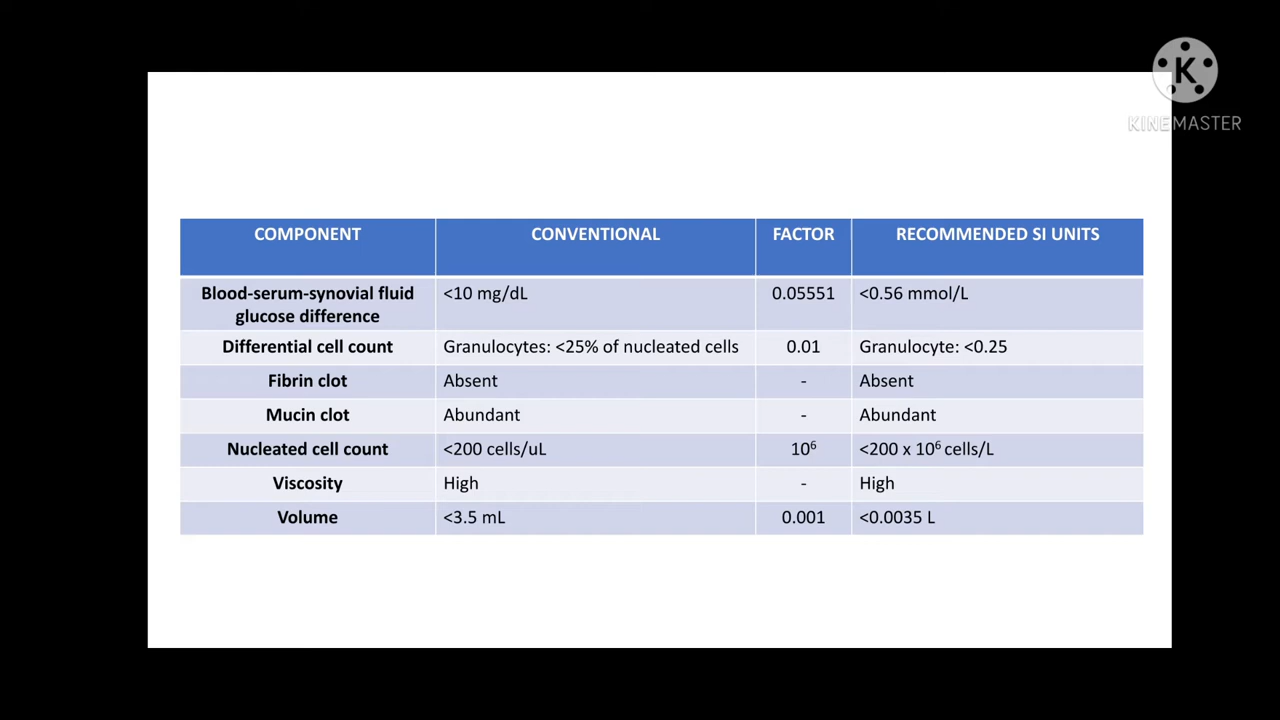 K
KINEMASTER
COMPONENT CONVENTIONAL FACTOR RECOMMENDED SI UNITS
Blood-serum-synovial fluid glucose difference <10 mg/dL 0.05551 <0.56 mmol/L
Differential cell count Granulocytes: <25% of nucleated cells 0.01 Granulocyte: <0.25
Fibrin clot Absent - Absent
Mucin clot Abundant - Abundant
Nucleated cell count <200 cells/uL 10⁶ <200 x 10⁶ cells/L
Viscosity High - High
Volume <3.5 mL 0.001 <0.0035 L